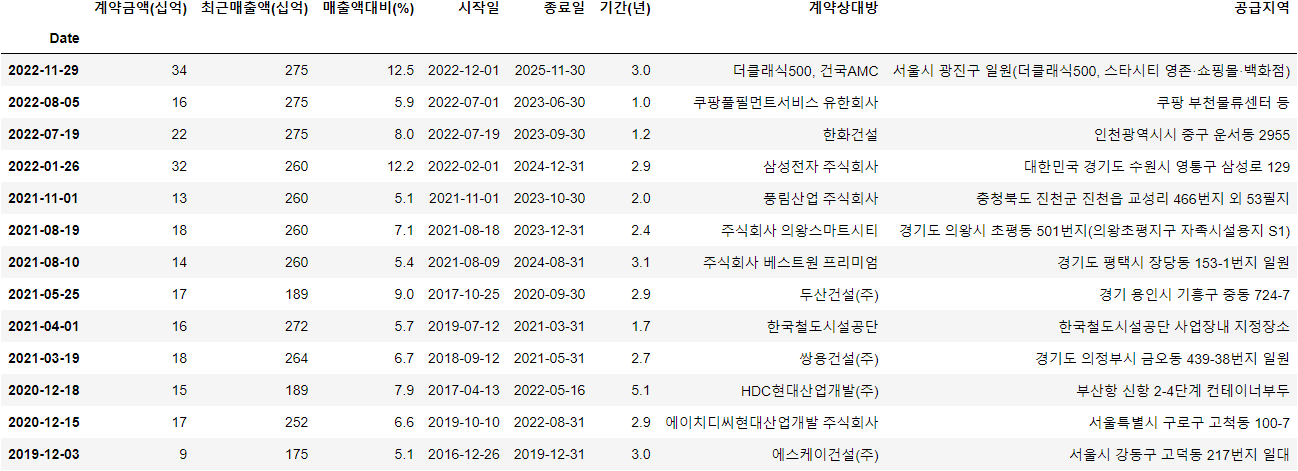 계약금액(십억) 최근매출액(십억) 매출액대비(%) 시작일 종료일 기간(년) 계약상대방 공급지역
Date
2022-11-29 34 275 12.5 2022-12-01 2025-11-30 3.0 더클래식500, 건국AMC 서울시 광진구 일원(더클래식500, 스타시티 영존·쇼핑몰·백화점)
2022-08-05 16 275 5.9 2022-07-01 2023-06-30 1.0 쿠팡풀필먼트서비스 유한회사 쿠팡 부천물류센터 등
2022-07-19 22 275 8.0 2022-07-19 2023-09-30 1.2 한화건설 인천광역시시 중구 운서동 2955
2022-01-26 32 260 12.2 2022-02-01 2024-12-31 2.9 삼성전자 주식회사 대한민국 경기도 수원시 영통구 삼성로 129
2021-11-01 13 260 5.1 2021-11-01 2023-10-30 2.0 풍림산업 주식회사 충청북도 진천군 진천읍 교성리 466번지 외 53필지
2021-08-19 18 260 7.1 2021-08-18 2023-12-31 2.4 주식회사 의왕스마트시티 경기도 의왕시 초평동 501번지(의왕초평지구 자족시설용지 S1)
2021-08-10 14 260 5.4 2021-08-09 2024-08-31 3.1 주식회사 베스트원 프리미엄 경기도 평택시 장당동 153-1번지 일원
2021-05-25 17 189 9.0 2017-10-25 2020-09-30 2.9 두산건설(주) 경기 용인시 기흥구 중동 724-7
2021-04-01 16 272 5.7 2019-07-12 2021-03-31 1.7 한국철도시설공단 한국철도시설공단 사업장내 지정장소
2021-03-19 18 264 6.7 2018-09-12 2021-05-31 2.7 쌍용건설(주) 경기도 의정부시 금오동 439-38번지 일원
2020-12-18 15 189 7.9 2017-04-13 2022-05-16 5.1 HDC현대산업개발(주) 부산항 신항 2-4단계 컨테이너부두
2020-12-15 17 252 6.6 2019-10-10 2022-08-31 2.9 에이치디씨현대산업개발 주식회사 서울특별시 구로구 고척동 100-7
2019-12-03 9 175 5.1 2016-12-26 2019-12-31 3.0 에스케이건설(주) 서울시 강동구 고덕동 217번지 일대